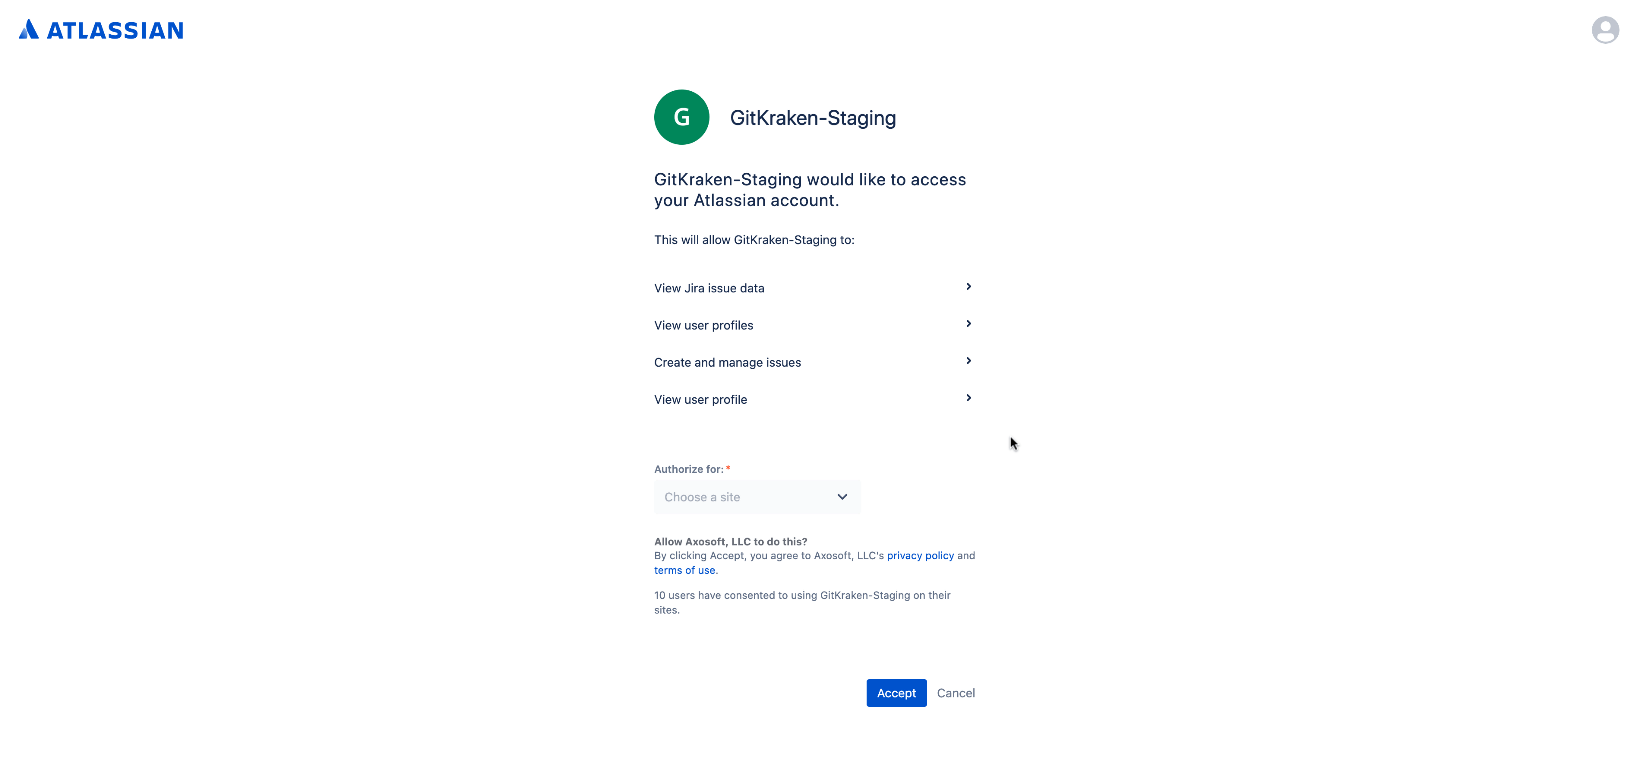 ATLASSIAN
G
GitKraken-Staging
GitKraken-Staging would like to access
your Atlassian account.
This will allow GitKraken-Staging to:
View Jira issue data
View user profiles
Create and manage issues
View user profile
Authorize for:*
Choose a site
Allow Axosoft, LLC to do this?
By clicking Accept, you agree to Axosoft, LLC's privacy policy and
terms of use.
10 users have consented to using GitKraken-Staging on their
sites.
Accept Cancel